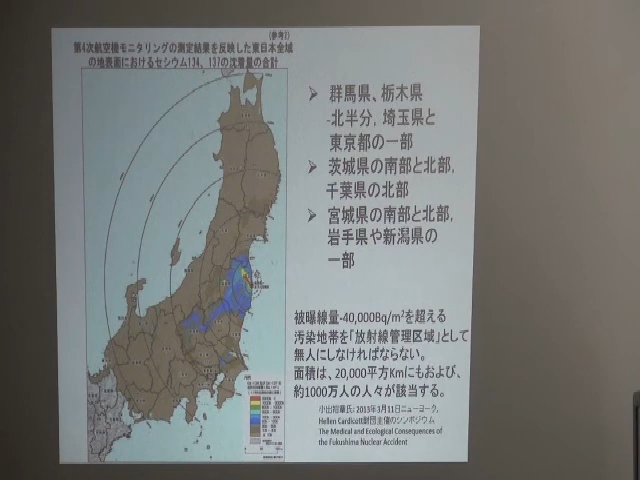 (参考2)
第4次航空機モニタリングの測定結果を反映した東日本全域
の地表面におけるセシウム134、137の沈着量の合計
➢ 群馬県、栃木県
-北半分, 埼玉県と
東京都の一部
➢ 茨城県の南部と北部,
千葉県の北部
➢ 宮城県の南部と北部,
岩手県や新潟県の
一部
被曝線量-40,000Bq/m²を超える
汚染地帯を「放射線管理区域」として
無人にしなければならない。
面積は、20,000平方Kmにもおよび、
約1000万人の人々が該当する。
小出裕章氏: 2013年3月11日ニューヨーク,
Hellen Cardicott財団主催のシンポジウム
The Medical and Ecological Consequences of
the Fukushima Nuclear Accident